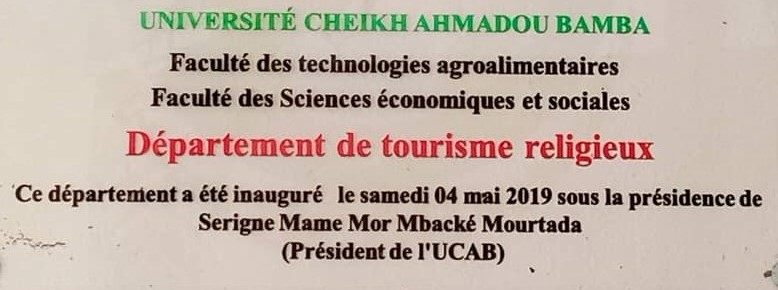 UNIVERSITÉ CHEIKH AHMADOU BAMBA
Faculté des technologies agroalimentaires
Faculté des Sciences économiques et sociales
Département de tourisme religieux
Ce département a été inauguré le samedi 04 mai 2019 sous la présidence de
Serigne Mame Mor Mbacké Mourtada
(Président de l'UCAB)